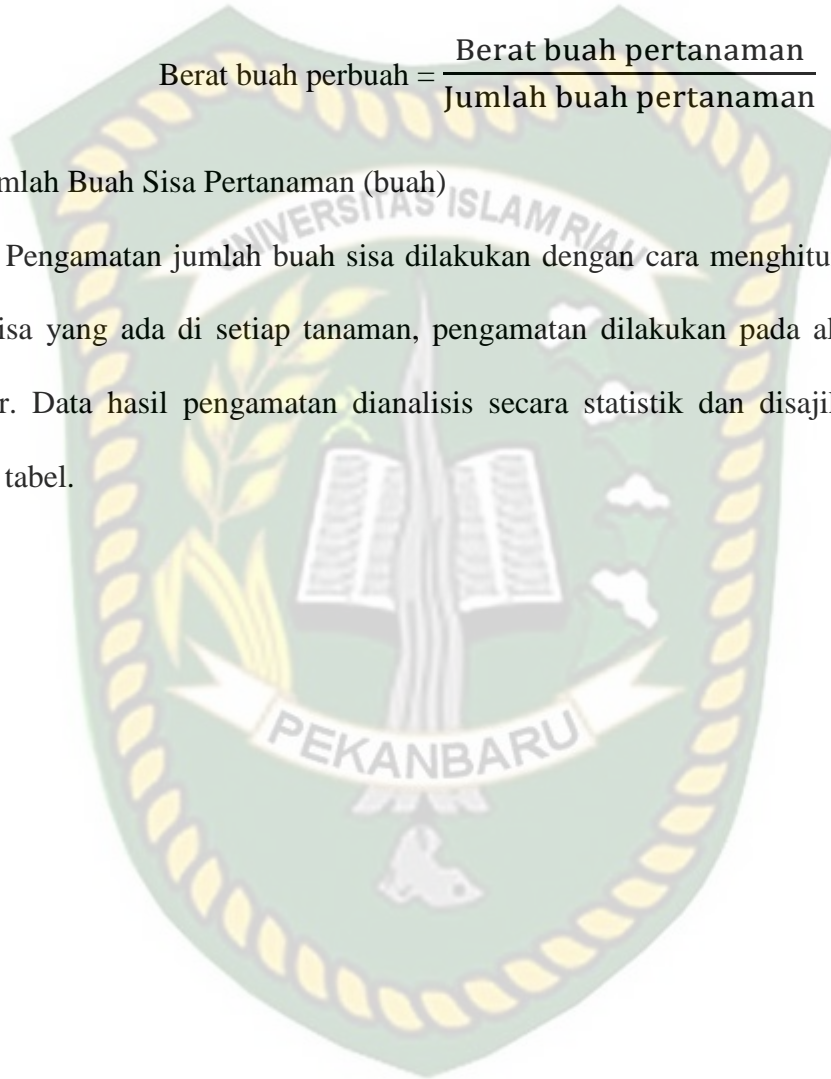 Berat buah perbuah = Berat buah pertanaman
Jumlah buah pertanaman
mlah Buah Sisa Pertanaman (buah)
UNIVERSITAS ISLAM RIAU
Pengamatan jumlah buah sisa dilakukan dengan cara menghitu
isa yang ada di setiap tanaman, pengamatan dilakukan pada a
r. Data hasil pengamatan dianalisis secara statistik dan disaji
tabel.
PEKANBARU